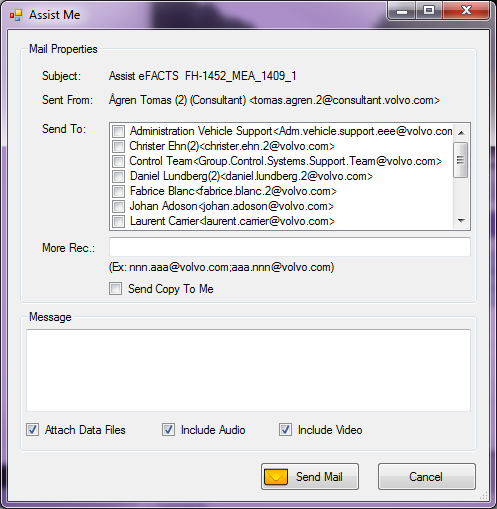 Assist Me
Mail Properties
Subject: Assist eFACTS FH-1452_MEA_1409_1
Sent From: Ågren Tomas (2) (Consultant) <tomas.agren.2@consultant.volvo.com>
Send To:
Administration Vehicle Support<Adm.vehicle.support.eee@volvo.com
Christer Ehn(2)<christer.ehn.2@volvo.com>
Control Team<Group.Control.Systems.Support.Team@volvo.com>
Daniel Lundberg(2)<daniel.lundberg.2@volvo.com>
Fabrice Blanc<fabrice.blanc.2@volvo.com>
Johan Adoson<johan.adoson@volvo.com>
Laurent Carrier<laurent.carrier@volvo.com>
More Rec.:
(Ex: nnn.aaa@volvo.com;aaa.nnn@volvo.com)
Send Copy To Me
Message
Attach Data Files Include Audio Include Video
Send Mail Cancel